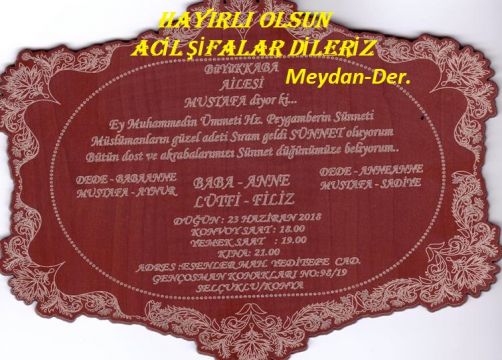 HAYIRLI OLSUN
ACİL ŞİFALAR DİLERİZ
Meydan-Der.
BÜYÜKKABA
AİLESİ
MUSTAFA diyor ki...
Ey Muhammedin Ümmeti Hz. Peygamberin Sünneti
Müslümanların güzel adeti Sıram geldi SÜNNET oluyorum
Bütün dost ve akrabalarımızı Sünnet düğünümüze bekliyorum..
DEDE - BABAANNE
MUSTAFA - AYNUR
BABA - ANNE
LÜTFİ - FİLİZ
DEDE - ANNEANNE
MUSTAFA - SADİYE
DÜĞÜN : 23 HAZİRAN 2018
KONVOY SAAT : 18.00
YEMEK SAAT : 19.00
KINA: 21.00
ADRES :ESENLER MAH. YEDİTEPE CAD.
GENÇOSMAN KONAKLARI NO:98/19
SELÇUKLU/KONYA